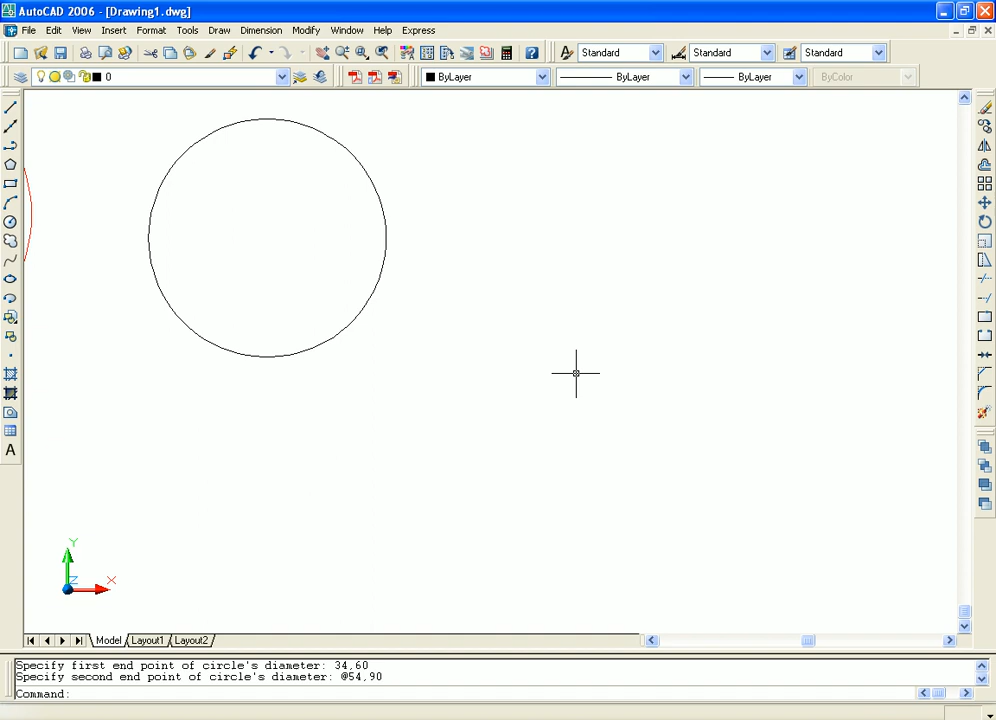 AutoCAD 2006 - [Drawing1.dwg]
File Edit View Insert Format Tools Draw Dimension Modify Window Help Express
Standard Standard Standard
0 ByLayer ByLayer ByLayer ByColor
A
Y
Z X
Model Layout1 Layout2
Specify first end point of circle's diameter: 34,60
Specify second end point of circle's diameter: @54,90
Command: